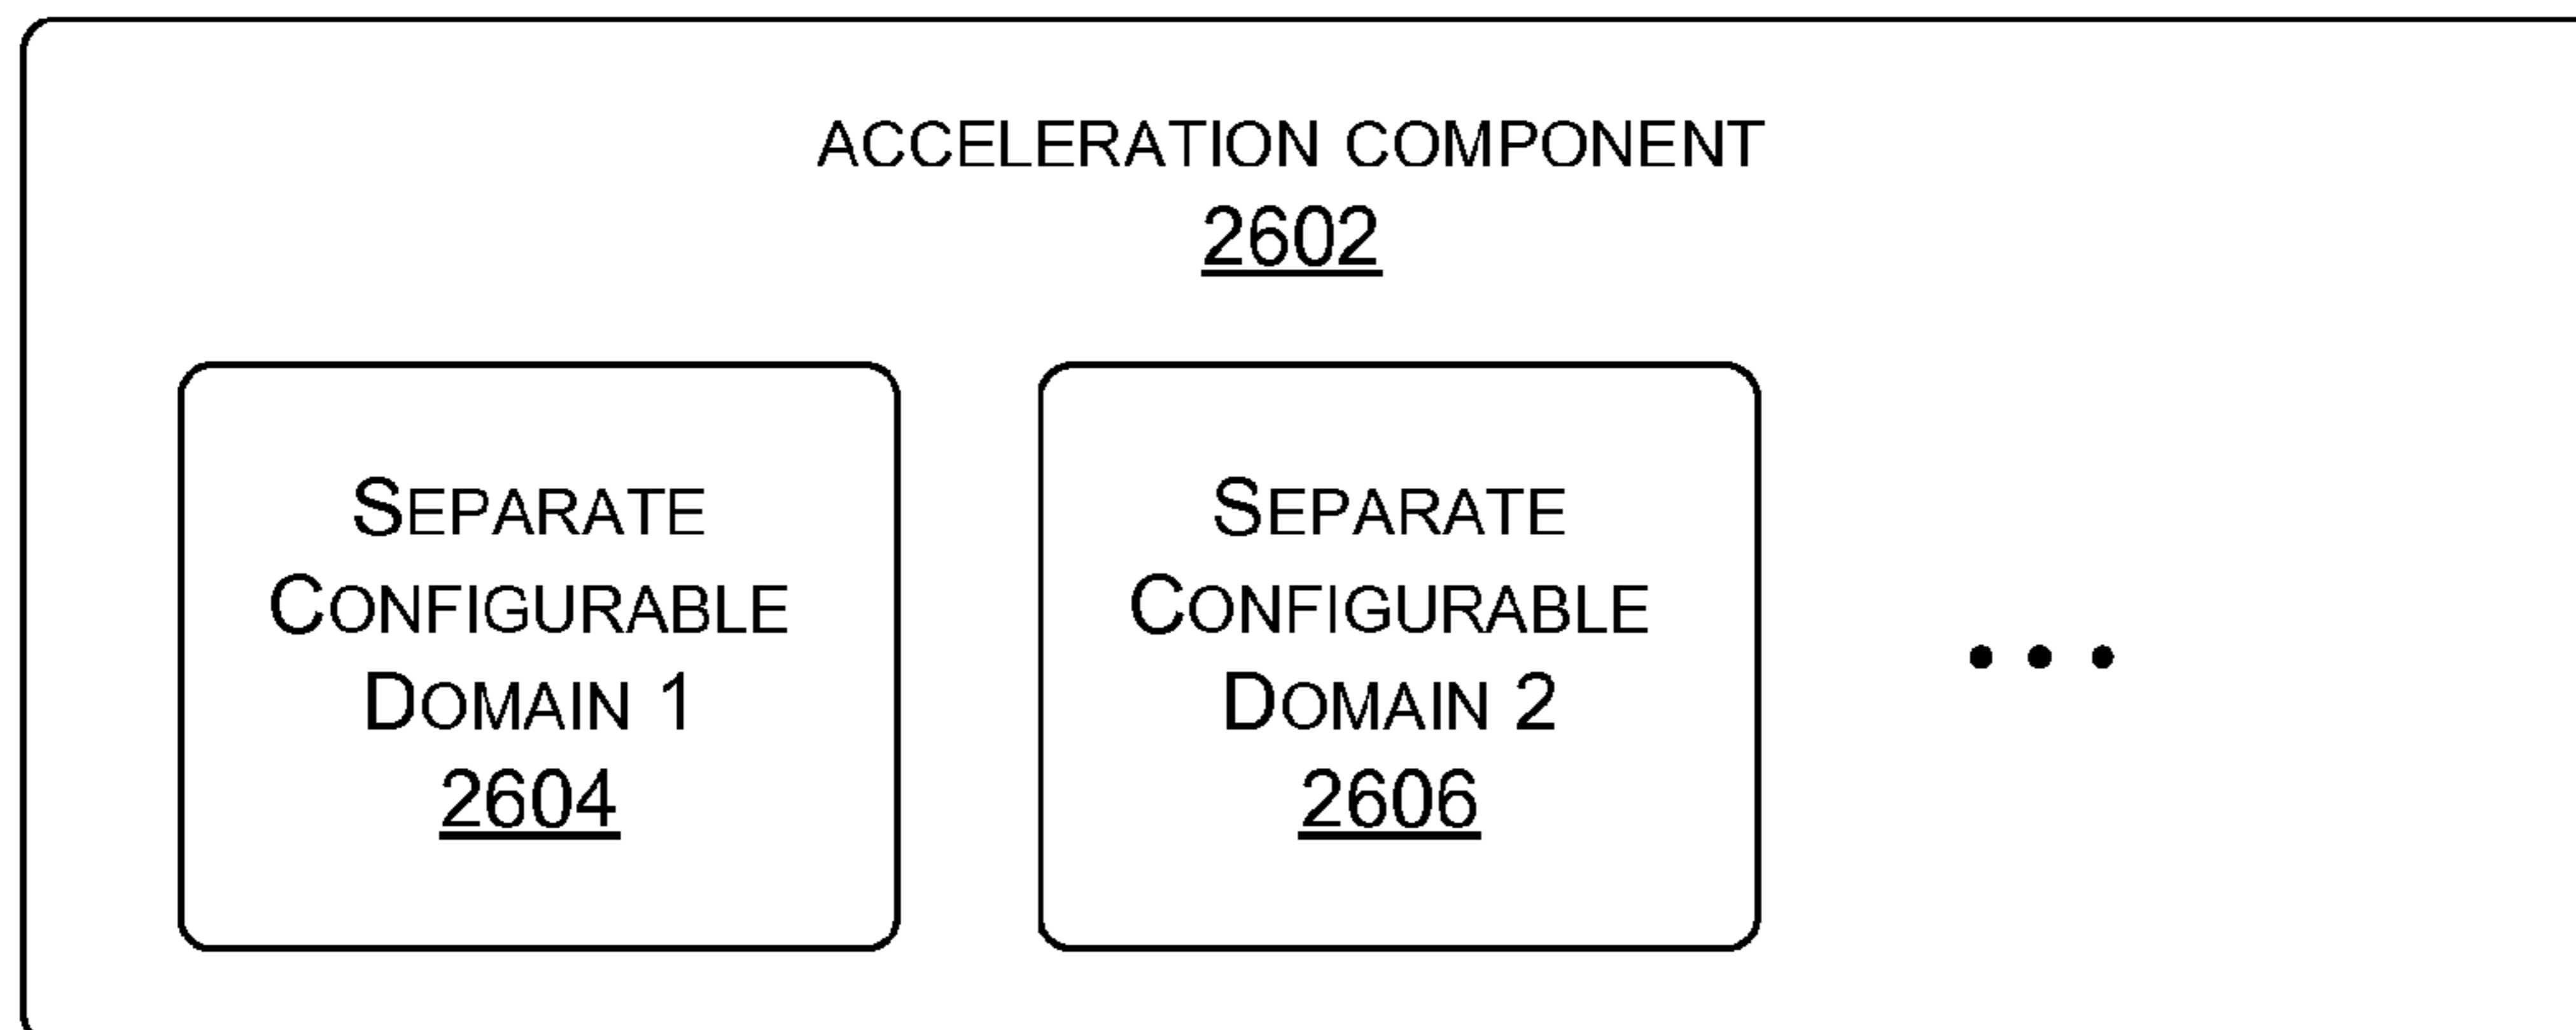 ACCELERATION COMPONENT
2602
SEPARATE
CONFIGURABLE
DOMAIN 1
2604
SEPARATE
CONFIGURABLE
DOMAIN 2
2606
• • •